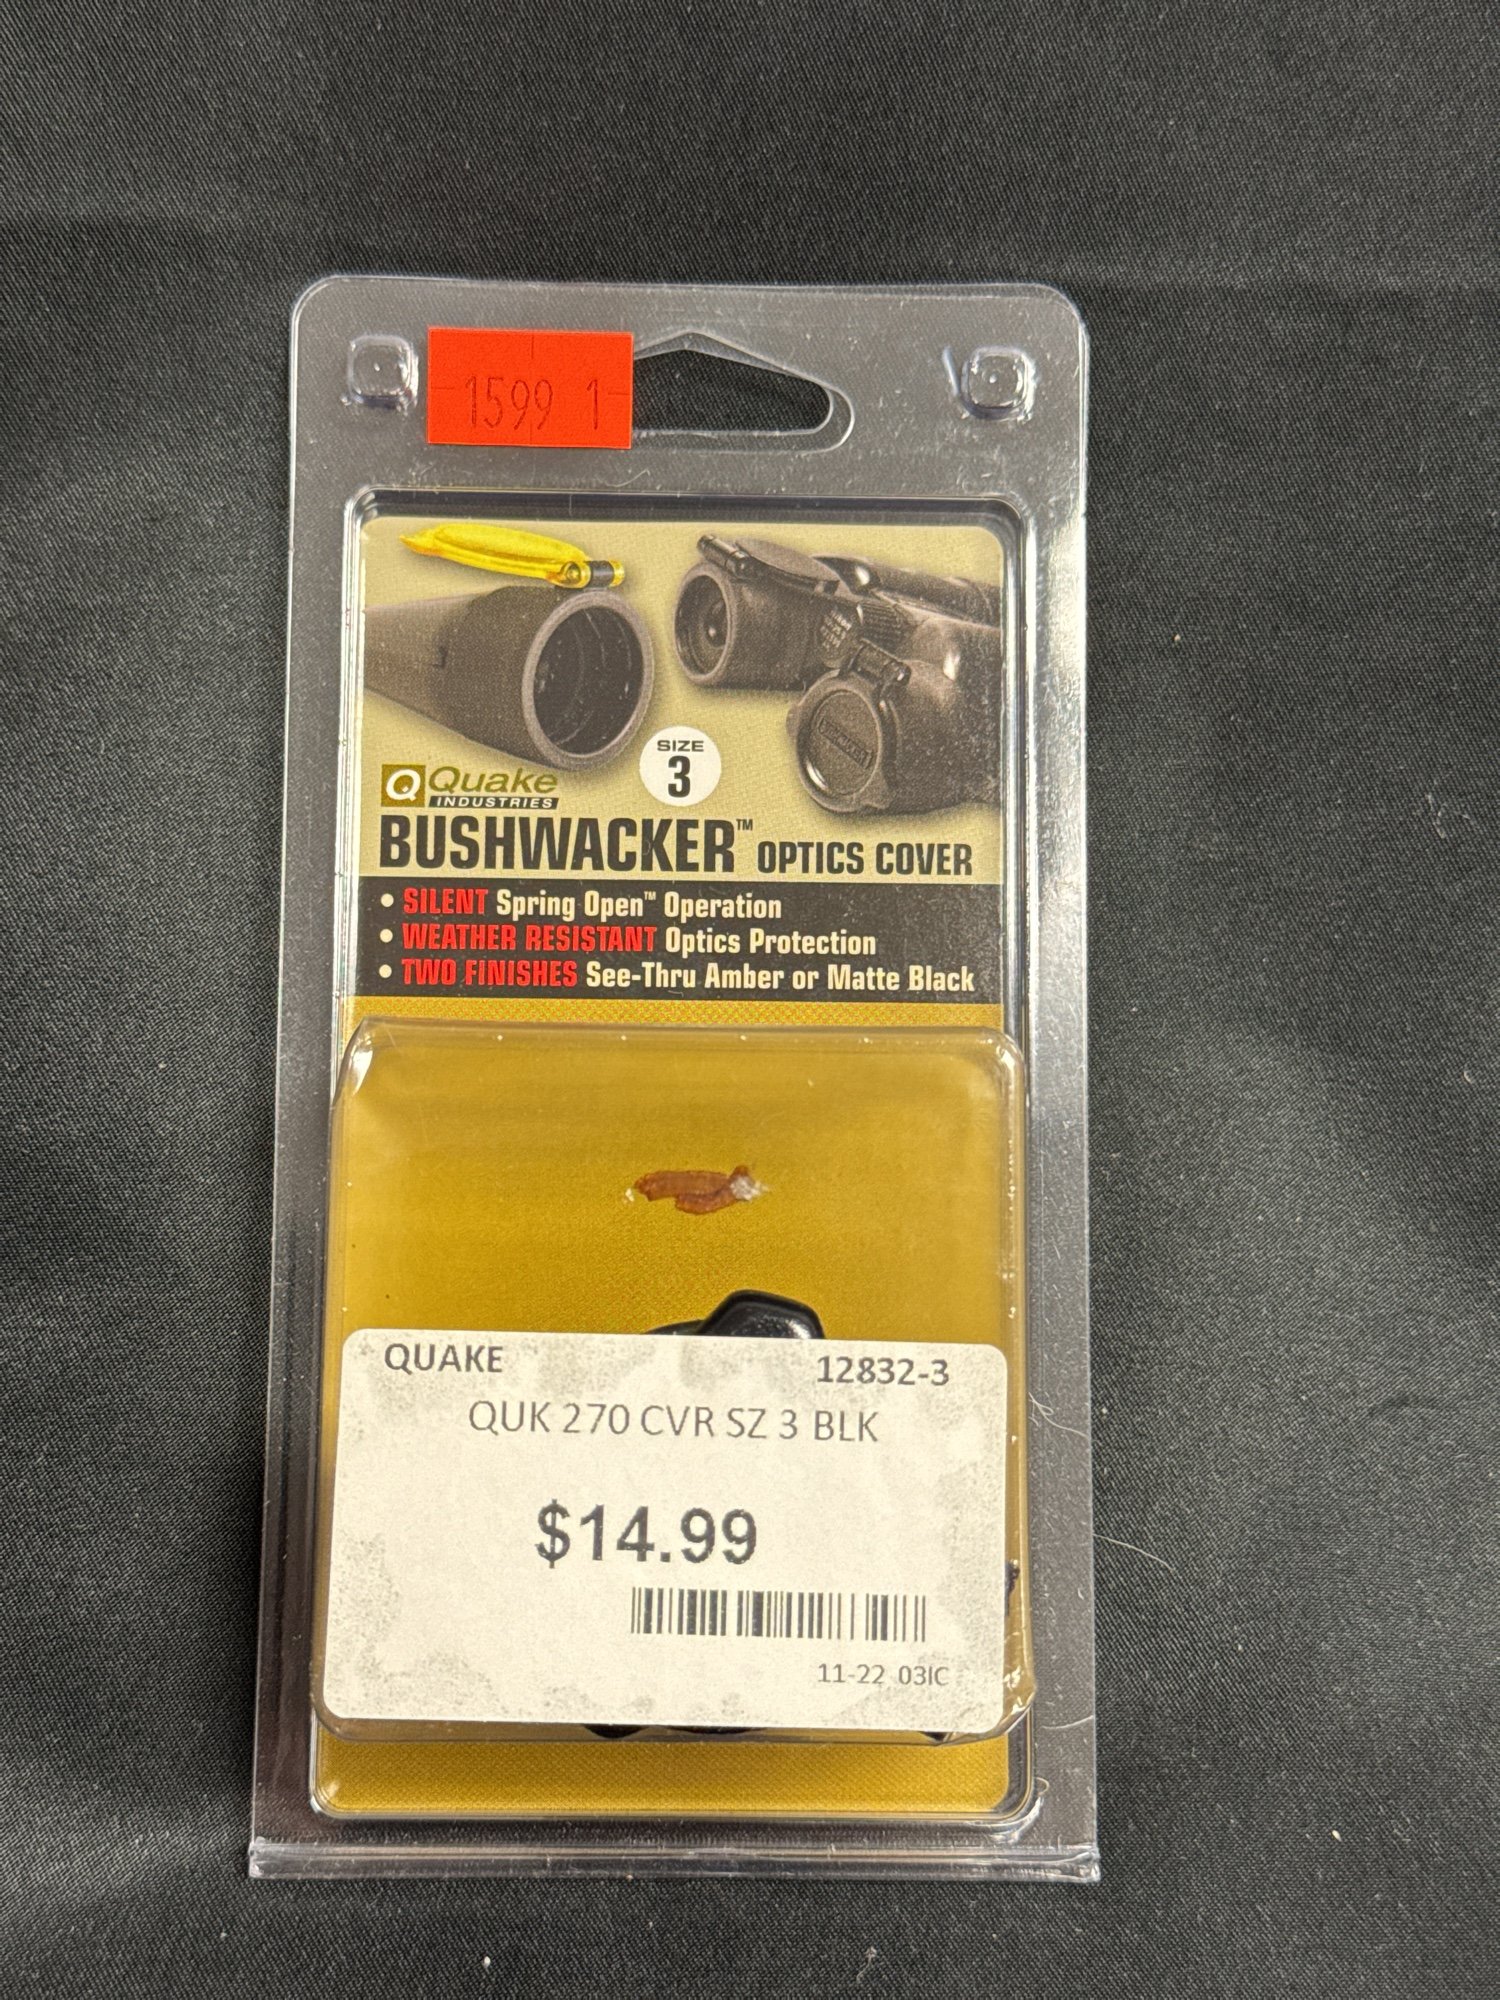 1599 1
SIZE
3
Q Quake
INDUSTRIES
BUSHWACKER™ OPTICS COVER
• SILENT Spring Open™ Operation
• WEATHER RESISTANT Optics Protection
• TWO FINISHES See-Thru Amber or Matte Black
QUAKE 12832-3
QUK 270 CVR SZ 3 BLK
$14.99
11-22 03IC